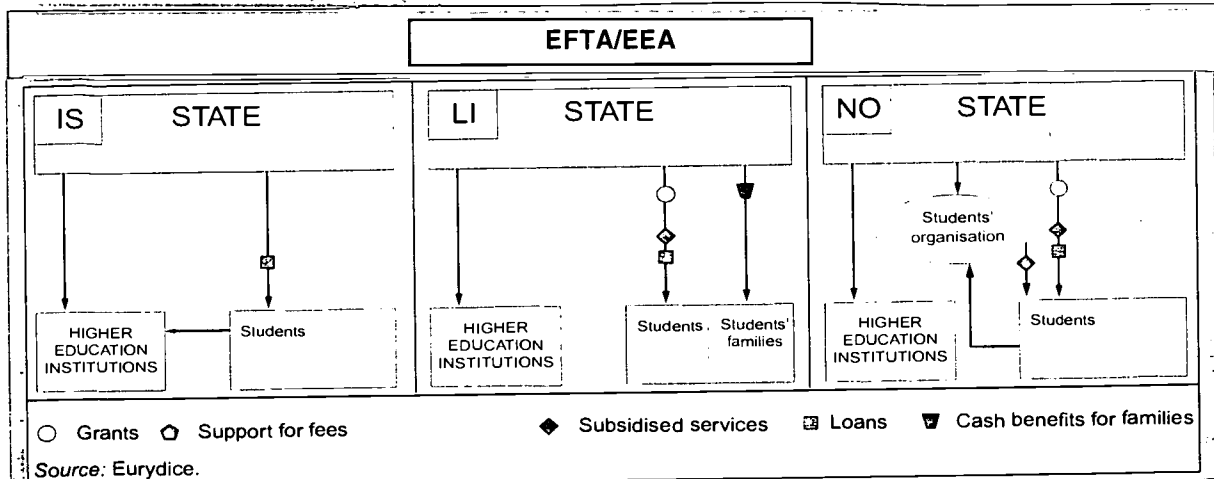 EFTA/EEA
IS STATE
HIGHER
EDUCATION
INSTITUTIONS
Students
LI STATE
HIGHER
EDUCATION
INSTITUTIONS
Students
Students'
families
NO STATE
Students'
organisation
HIGHER
EDUCATION
INSTITUTIONS
Students
Grants Support for fees Subsidised services Loans Cash benefits for families
Source: Eurydice.